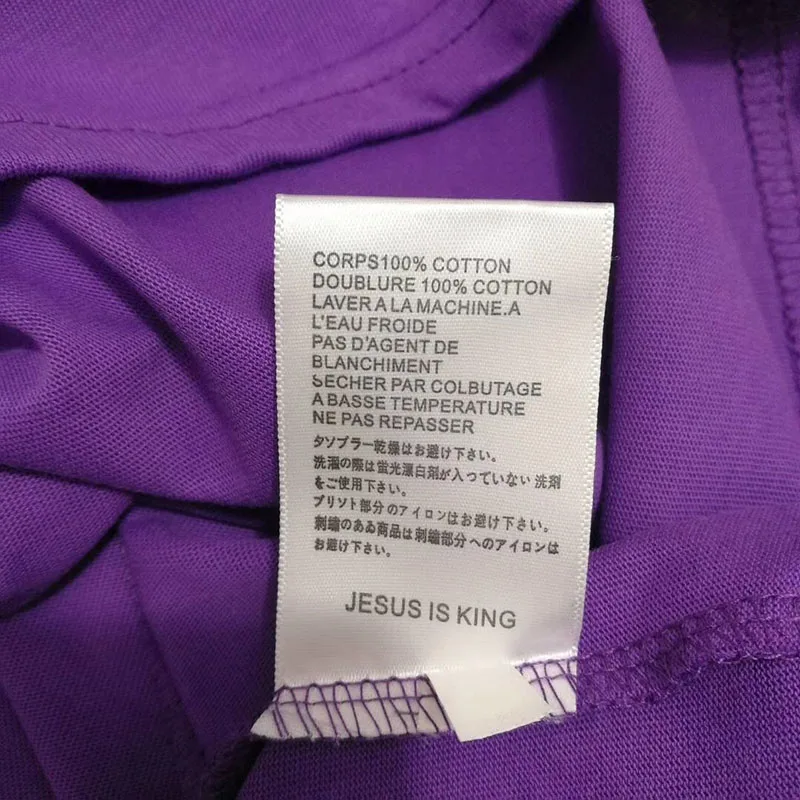 CORPS100% COTTON
DOUBLURE 100% COTTON
LAVER A LA MACHINE.A
L'EAU FROIDE
PAS D'AGENT DE
BLANCHIMENT
SECHER PAR COLBUTAGE
A BASSE TEMPERATURE
NE PAS REPASSER
タソブラー乾燥はお避け下さい。
洗濯の際は蛍光漂白剤が入っていない 洗剤
をご使用下さい。
プリソト部分のアイロンはお避け下さい。
刺繍のある商品は刺繍部分へのアイロンは
お避け下さい。
JESUS IS KING